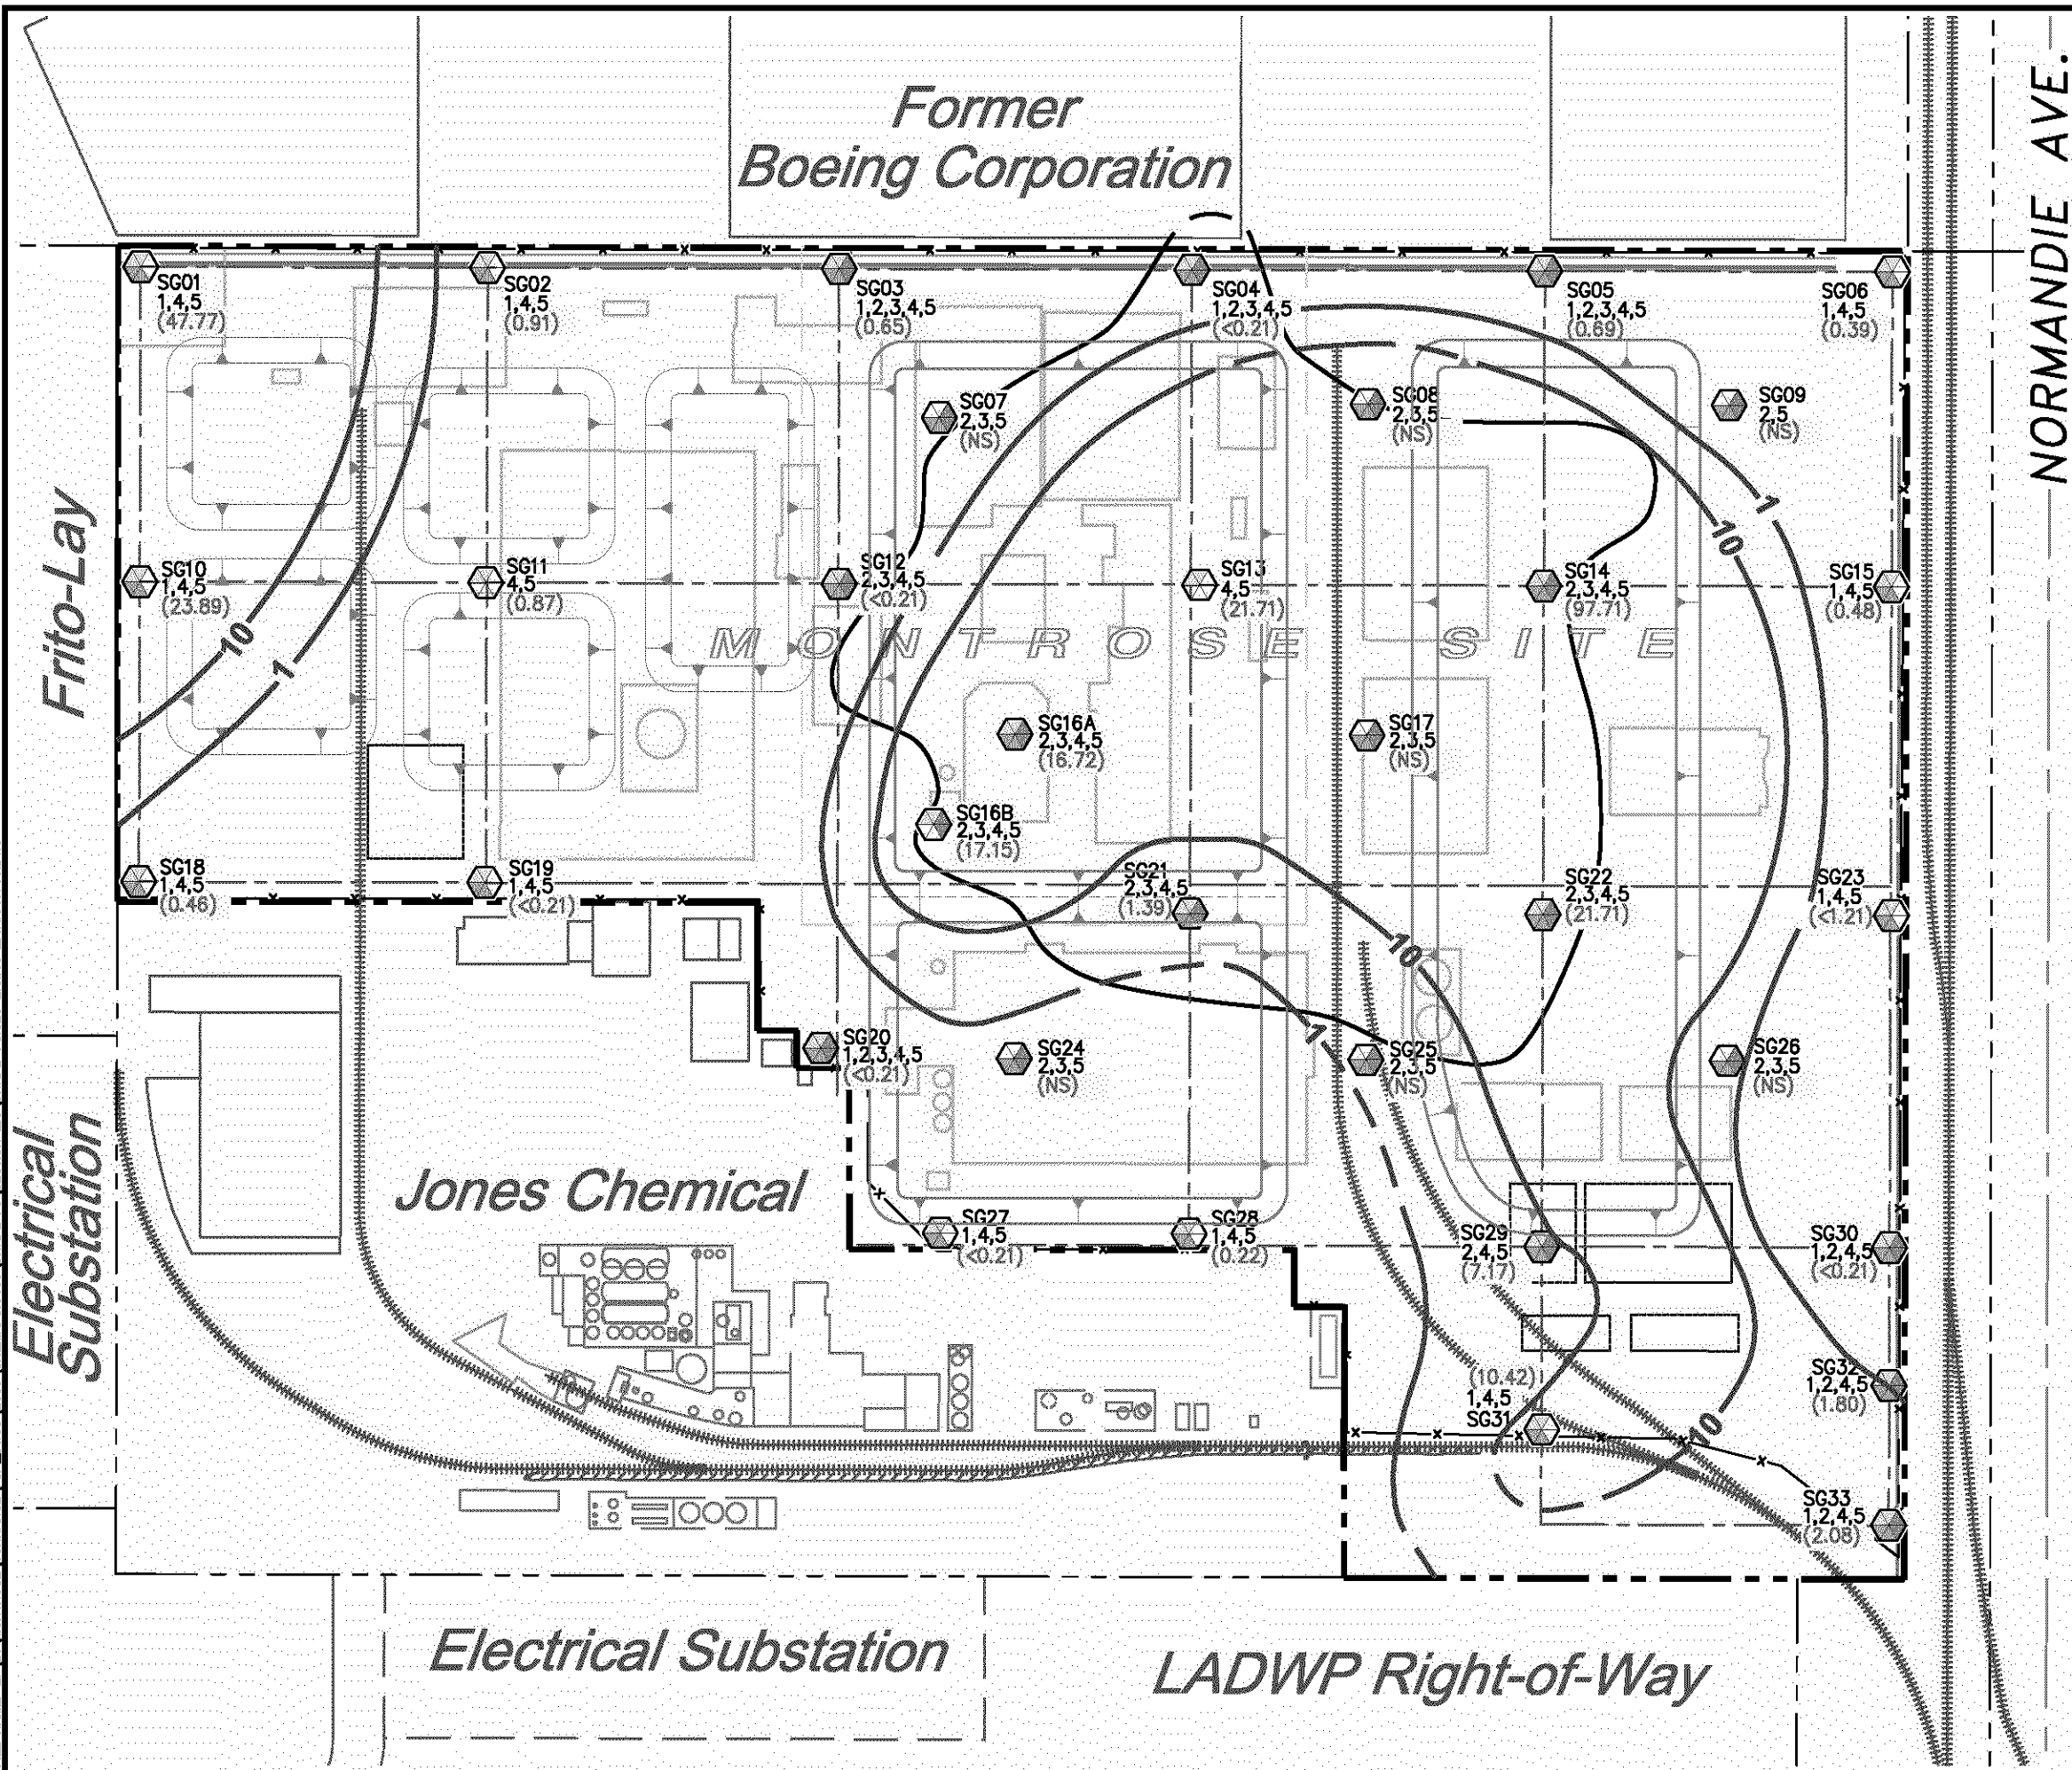 Former
Boeing Corporation
NORMANDIE AVE.
SG01
1,4,5
(47.77)
SG02
1,4,5
(0.91)
SG03
1,2,3,4,5
(0.65)
SG04
1,2,3,4,5
(<0.21)
SG05
1,2,3,4,5
(0.69)
SG06
1,4,5
(0.39)
SG07
2,3,5
(NS)
SG08
2,3,5
(NS)
SG09
2,5
(NS)
1
10
Frito-Lay
SG10
1,4,5
(23.89)
SG11
4,5
(0.87)
SG12
2,3,4,5
(<0.21)
SG13
4,5
(21.71)
SG14
2,3,4,5
(97.71)
SG15
1,4,5
(0.48)
10
1
MONTROSE SITE
SG16A
2,3,4,5
(16.72)
SG17
2,3,5
(NS)
SG16B
2,3,4,5
(17.15)
SG18
1,4,5
(0.46)
SG19
1,4,5
(<0.21)
SG21
2,3,4,5
(1.39)
SG22
2,3,4,5
(21.71)
SG23
1,4,5
(<1.21)
10
1
SG20
1,2,3,4,5
(<0.21)
SG24
2,3,5
(NS)
SG25
2,3,5
(NS)
SG26
2,3,5
(NS)
Electrical
Substation
Jones Chemical
SG27
1,4,5
(<0.21)
SG28
1,4,5
(0.22)
SG29
2,4,5
(7.17)
SG30
1,2,4,5
(<0.21)
(10.42)
1,4,5
SG31
SG32
1,2,4,5
(1.80)
10
SG33
1,2,4,5
(2.08)
Electrical Substation
LADWP Right-of-Way